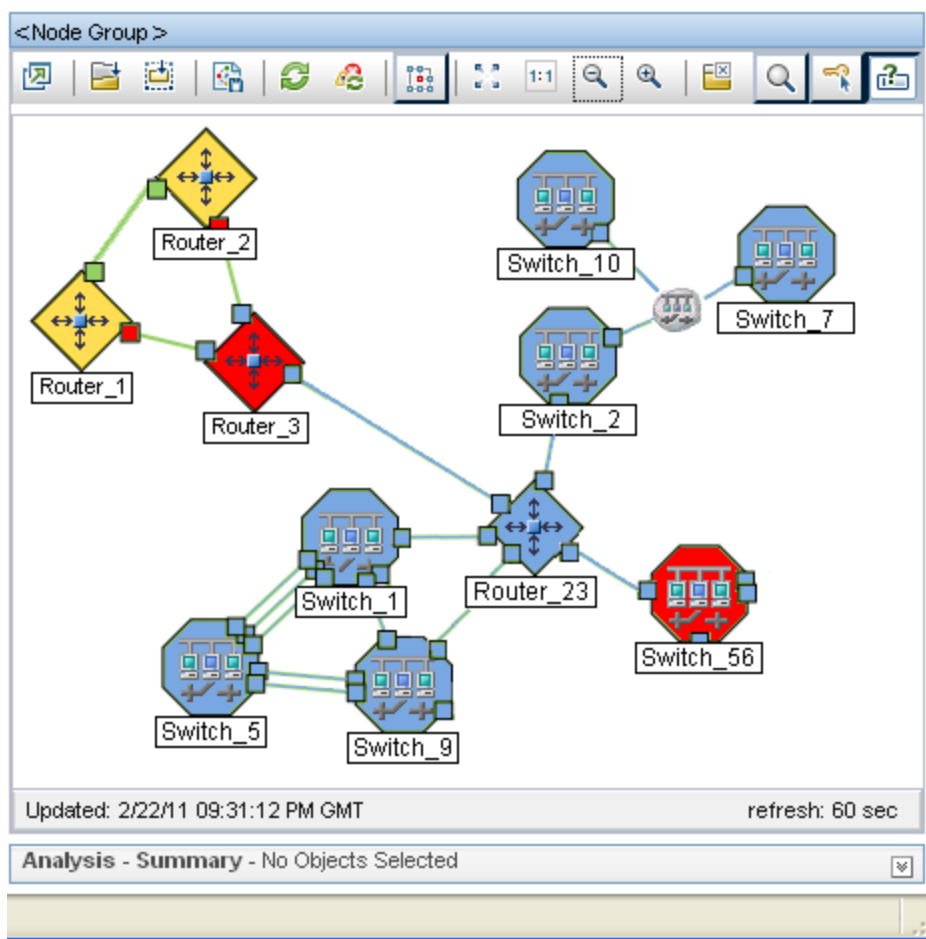 <Node Group>
1:1
Router_2
Switch_10
Switch_7
Router_1
Router_3
Switch_2
Router_23
Switch_1
Switch_56
Switch_5
Switch_9
Updated: 2/22/11 09:31:12 PM GMT refresh: 60 sec
Analysis - Summary - No Objects Selected